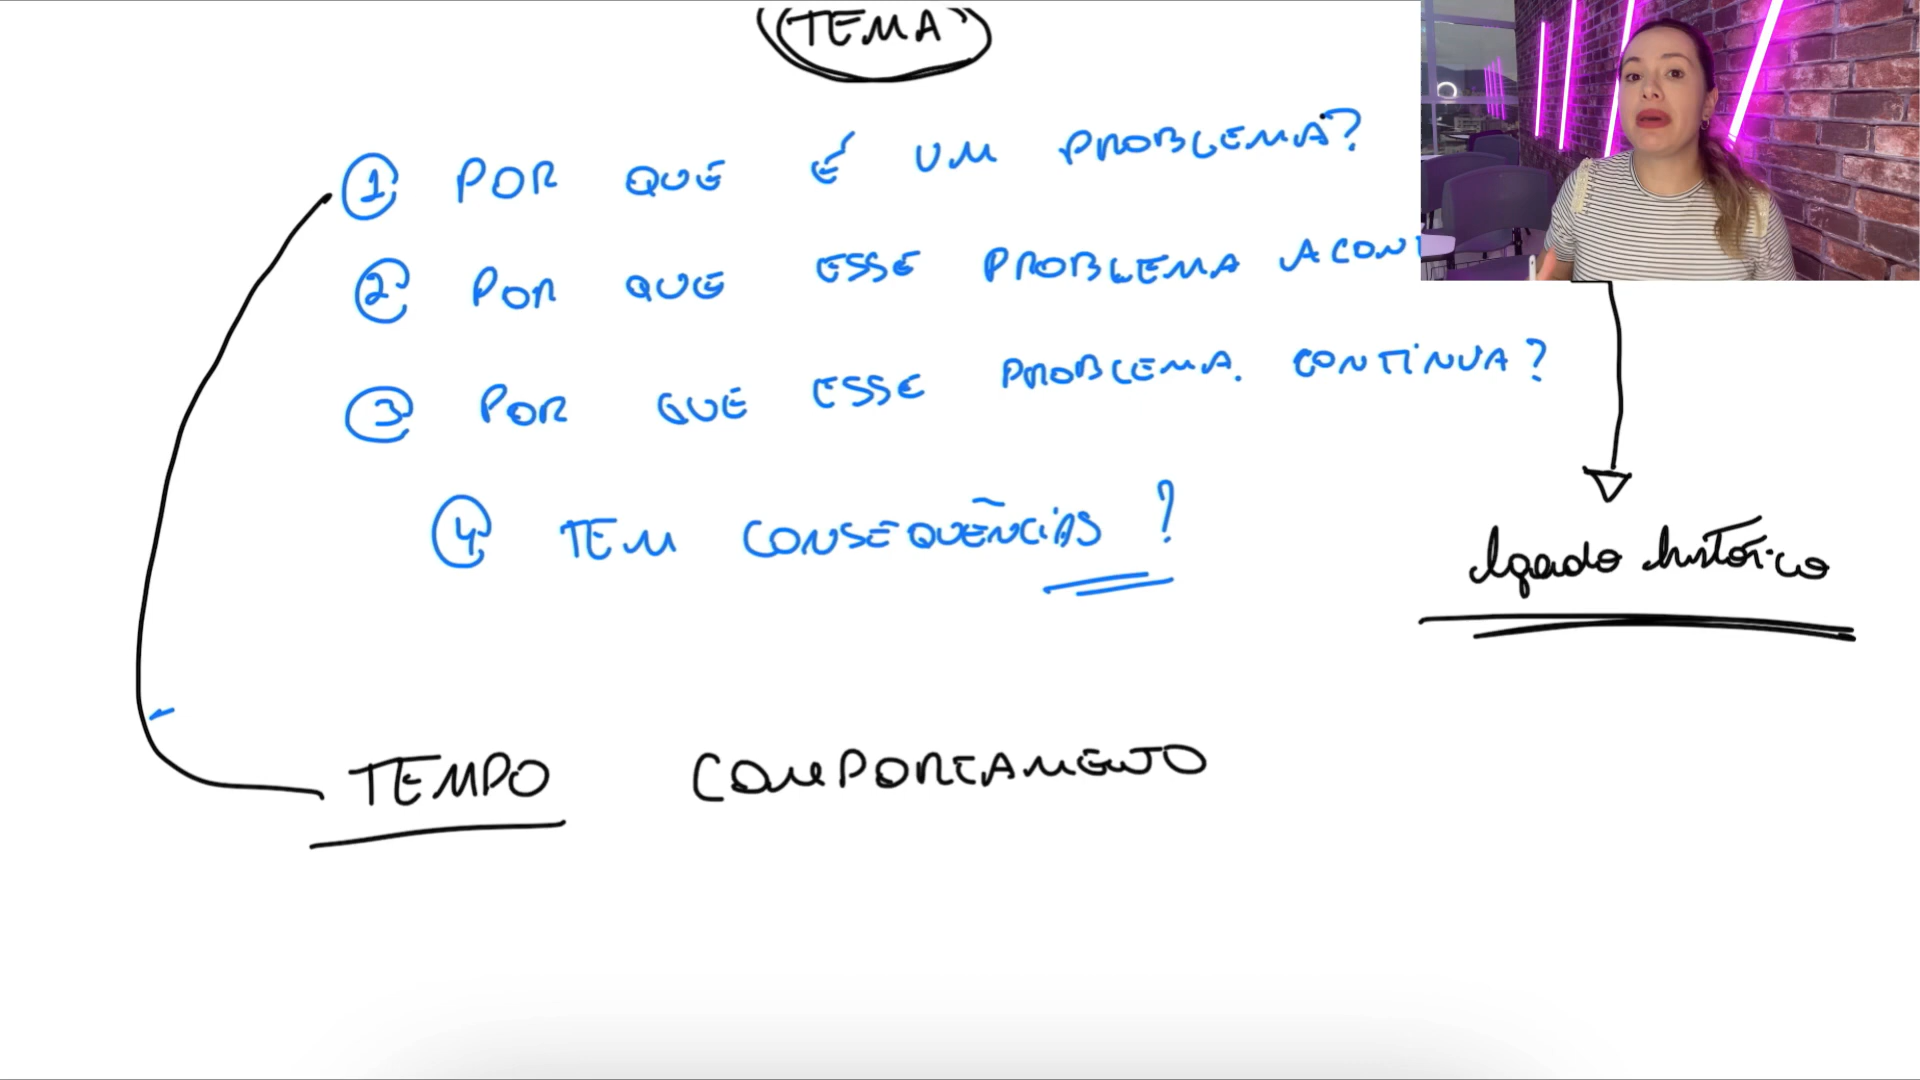 TEMA
1 POR QUE É UM PROBLEMA?
2 POR QUE ESSE PROBLEMA ACONT
3 POR QUE ESSE PROBLEMA CONTINUA?
4 TEM CONSEQUÊNCIAS?
legado histórico
TEMPO COMPORTAMENTO